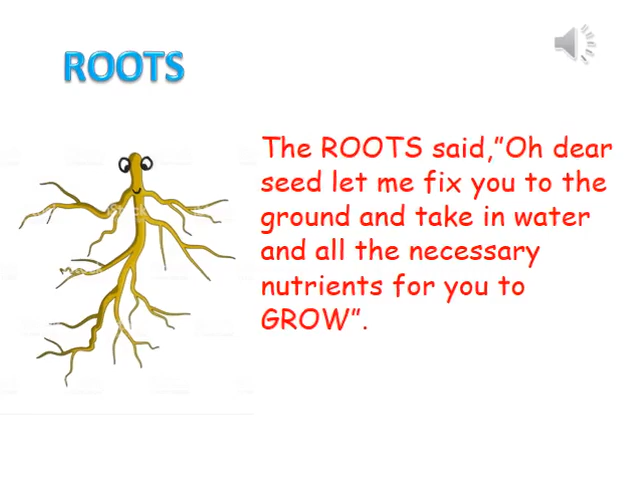 ROOTS
The ROOTS said,”Oh dear
seed let me fix you to the
ground and take in water
and all the necessary
nutrients for you to
GROW”.